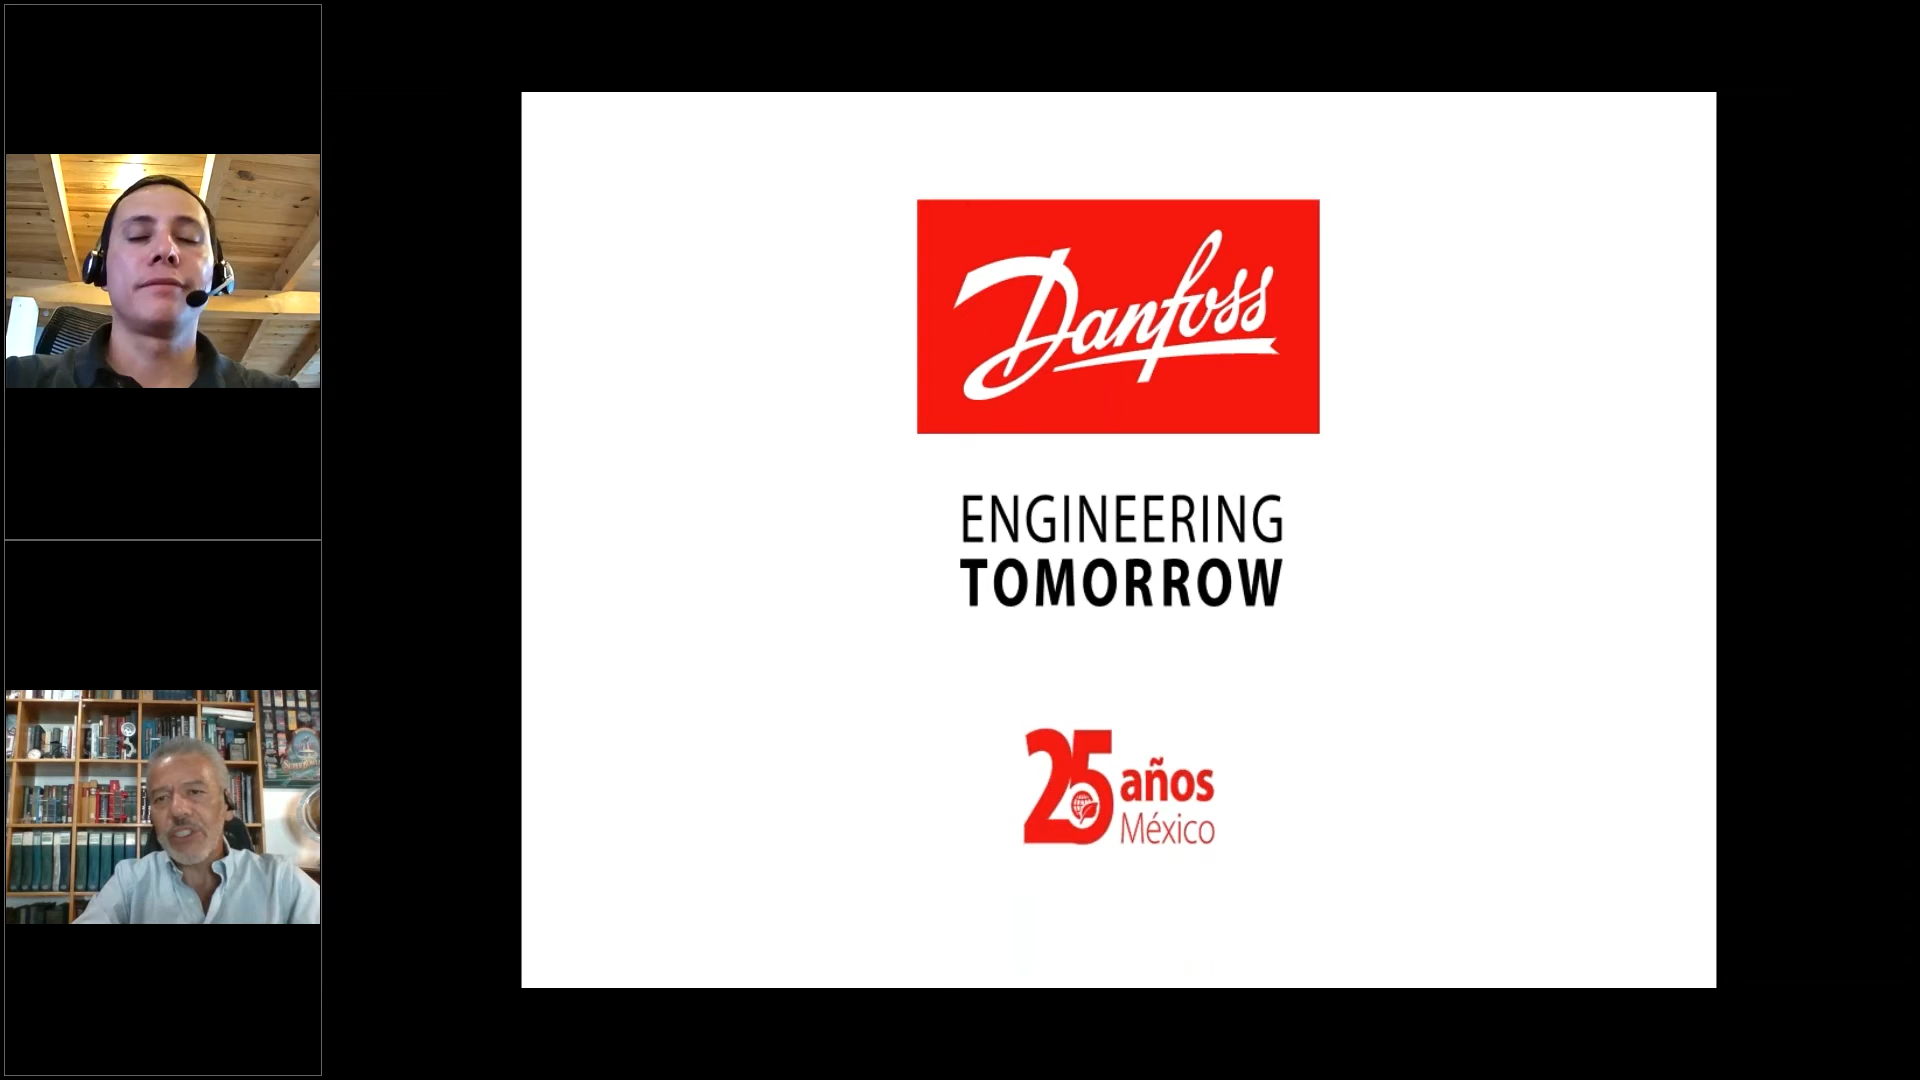 Danfoss
ENGINEERING
TOMORROW
25 años
México